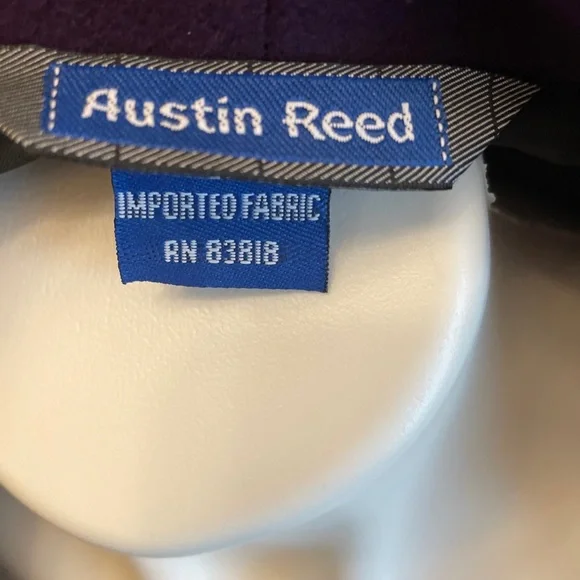 Austin Reed
IMPORTED FABRIC
RN 83818